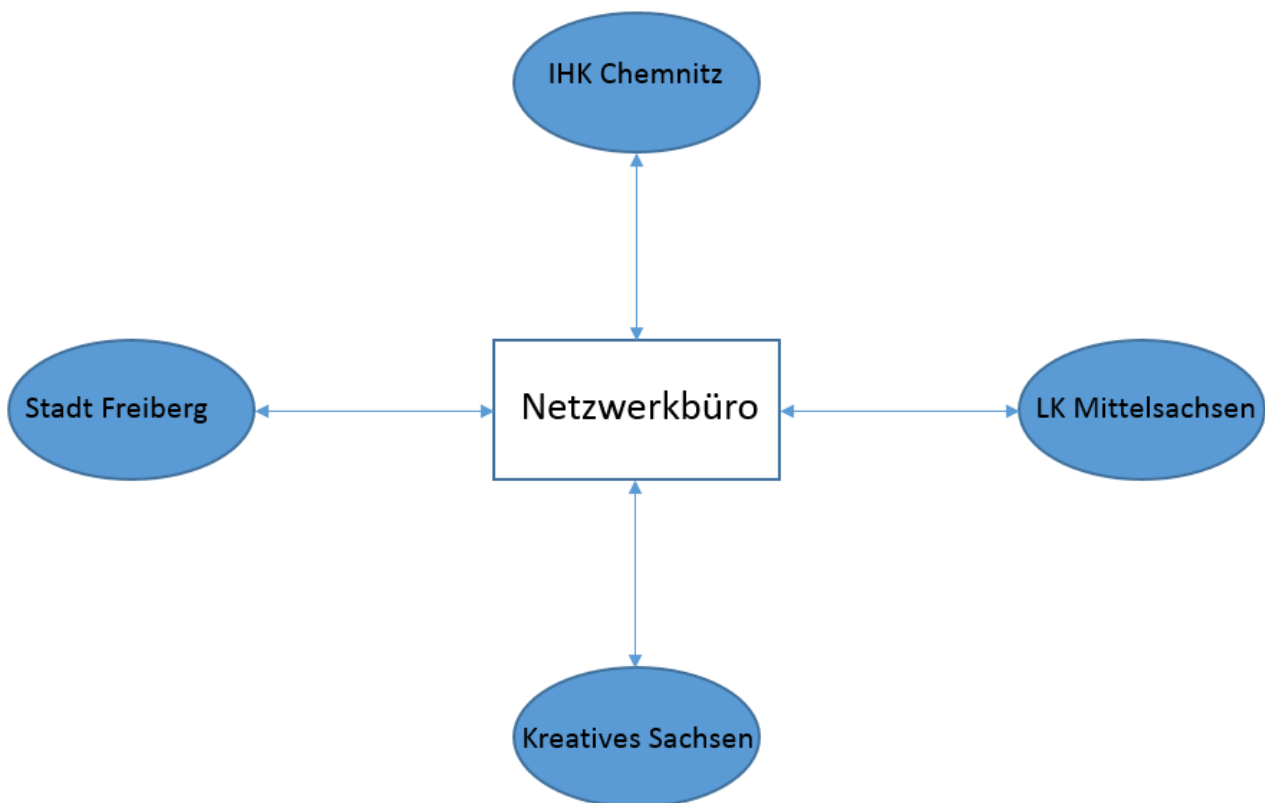 IHK Chemnitz
Stadt Freiberg
Netzwerkbüro
LK Mittelsachsen
Kreatives Sachsen